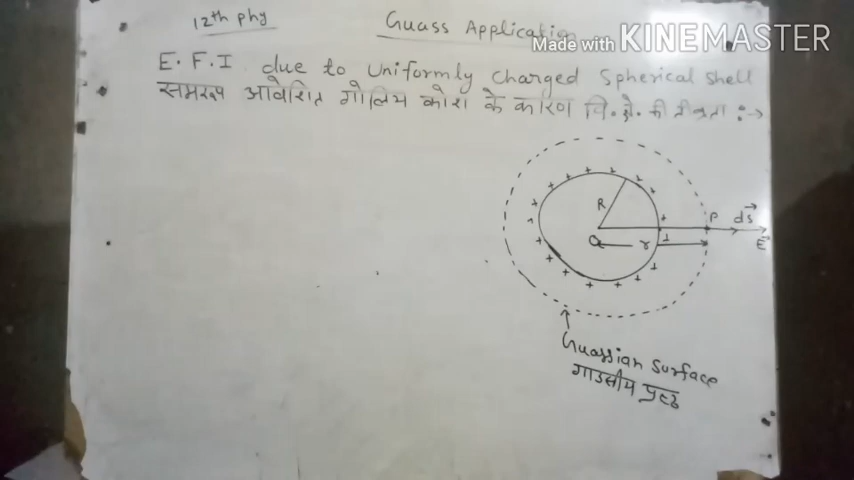 12th phy
Guass Application
Made with KINEMASTER
E.F.I. due to Uniformly Charged Spherical shell
समरूप आवेशित गोलिय कोश के कारण वि.क्षे. की तीव्रता :→
R
P
ds
E
r
Guassian surface
गाउसीय पृष्ठ